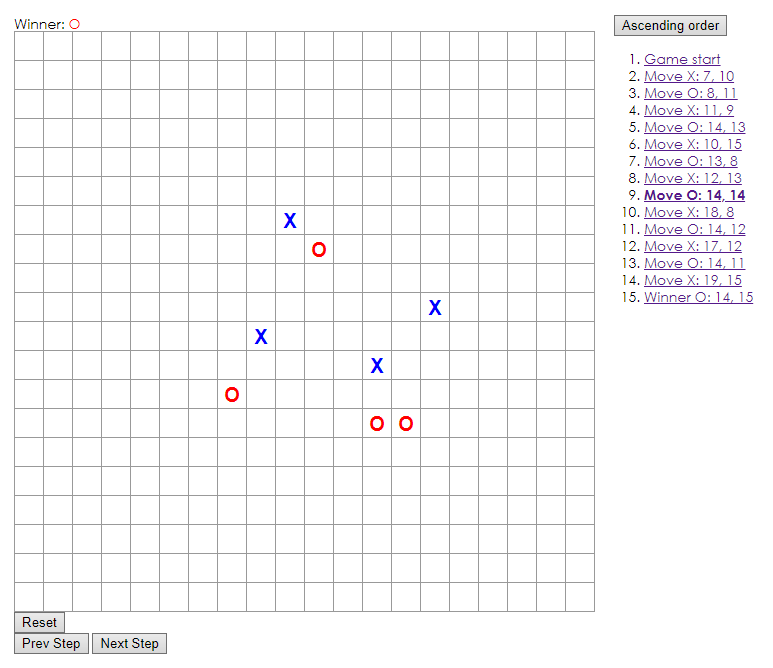 Winner: O
X
O
X
X
X
O
O O
Reset
Prev Step Next Step
Ascending order
1. Game start
2. Move X: 7, 10
3. Move O: 8, 11
4. Move X: 11, 9
5. Move O: 14, 13
6. Move X: 10, 15
7. Move O: 13, 8
8. Move X: 12, 13
9. Move O: 14, 14
10. Move X: 18, 8
11. Move O: 14, 12
12. Move X: 17, 12
13. Move O: 14, 11
14. Move X: 19, 15
15. Winner O: 14, 15